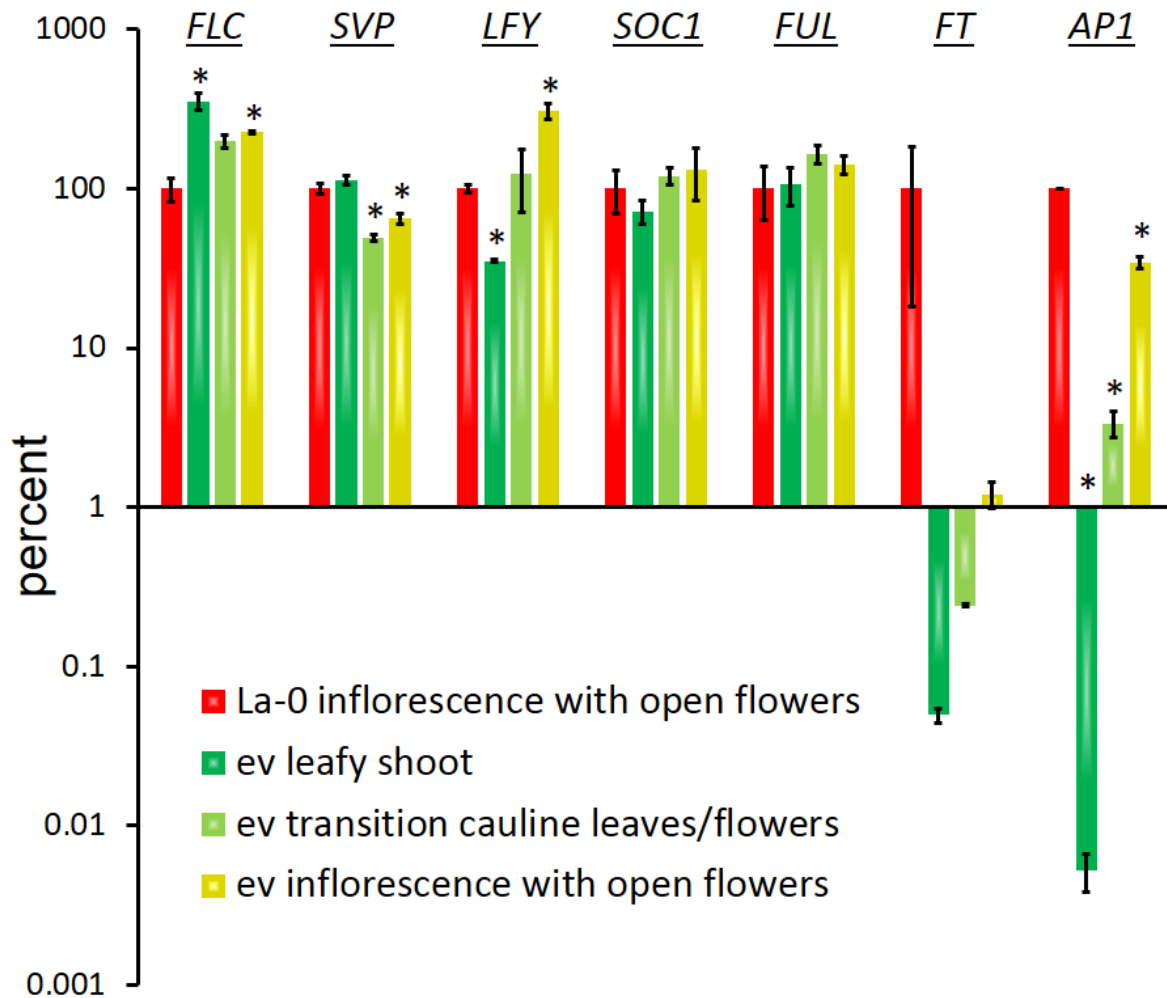 FLC SVP LFY SOC1 FUL FT AP1
1000
* * * * * * * * *
100
10
1
0.1
0.01
0.001
percent
La-0 inflorescence with open flowers
ev leafy shoot
ev transition cauline leaves/flowers
ev inflorescence with open flowers